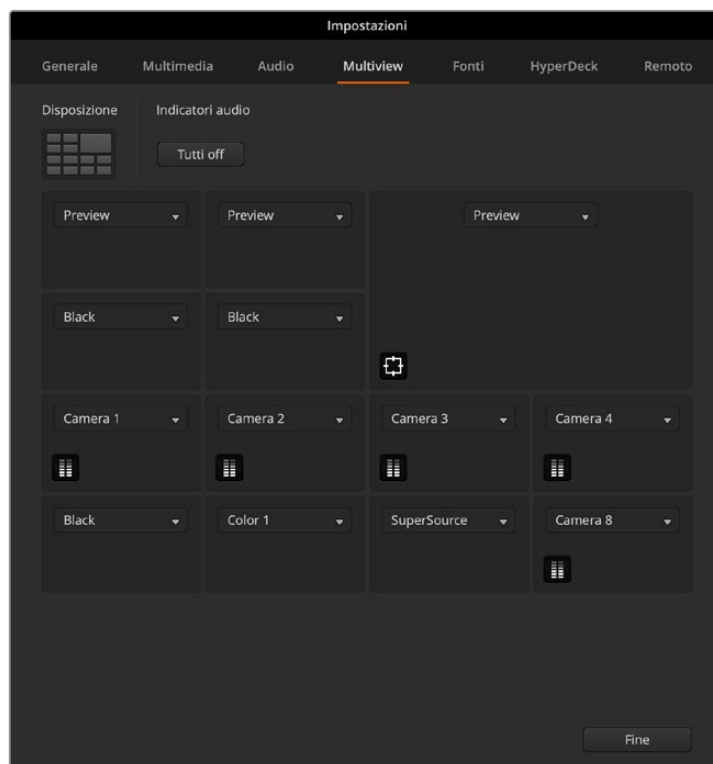 Impostazioni
Generale Multimedia Audio Multiview Fonti HyperDeck Remoto
Disposizione Indicatori audio
Tutti off
Preview Preview Preview
Black Black
Camera 1 Camera 2 Camera 3 Camera 4
Black Color 1 SuperSource Camera 8
Fine